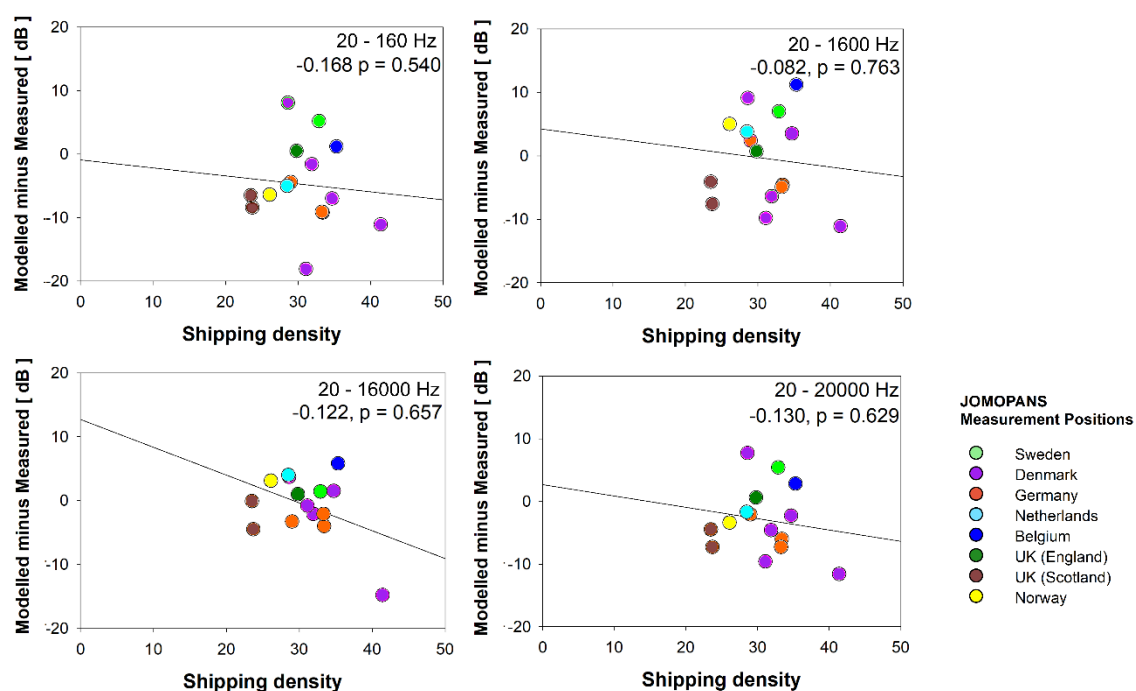 20 - 160 Hz
-0.168 p = 0.540
Modelled minus Measured [ dB ]
20
10
0
-10
-20
0 10 20 30 40 50
Shipping density
20 - 1600 Hz
-0.082, p = 0.763
Modelled minus Measured [ dB ]
20
10
0
-10
-20
0 10 20 30 40 50
Shipping density
20 - 16000 Hz
-0.122, p = 0.657
Modelled minus Measured [ dB ]
20
10
0
-10
-20
0 10 20 30 40 50
Shipping density
20 - 20000 Hz
-0.130, p = 0.629
Modelled minus Measured [ dB ]
20
10
0
-10
-20
0 10 20 30 40 50
Shipping density
JOMOPANS
Measurement Positions
Sweden
Denmark
Germany
Netherlands
Belgium
UK (England)
UK (Scotland)
Norway